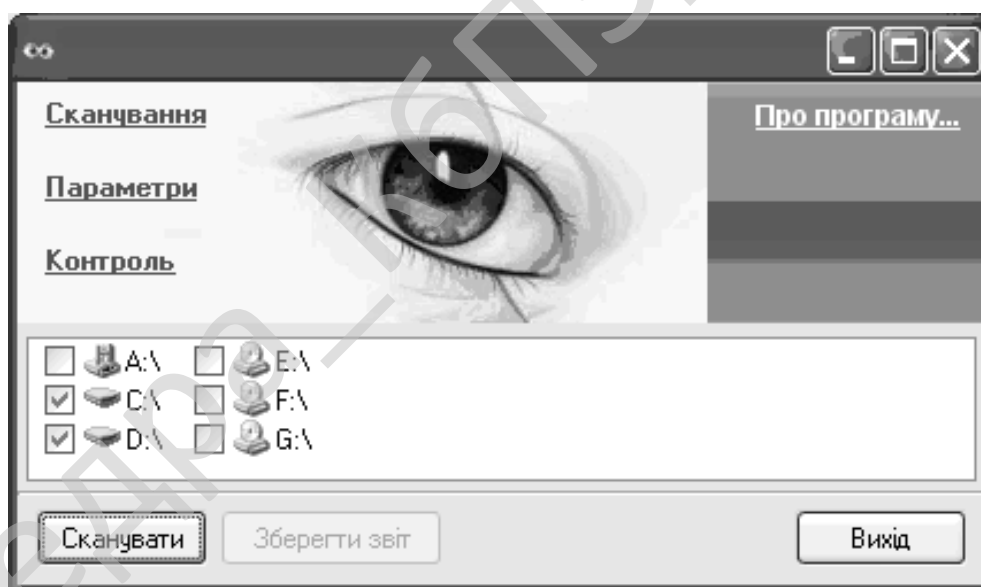 Сканування
Про програму...
Параметри
Контроль
A:\ E:\
C:\ F:\
D:\ G:\
Сканувати Зберегти звіт Вихід